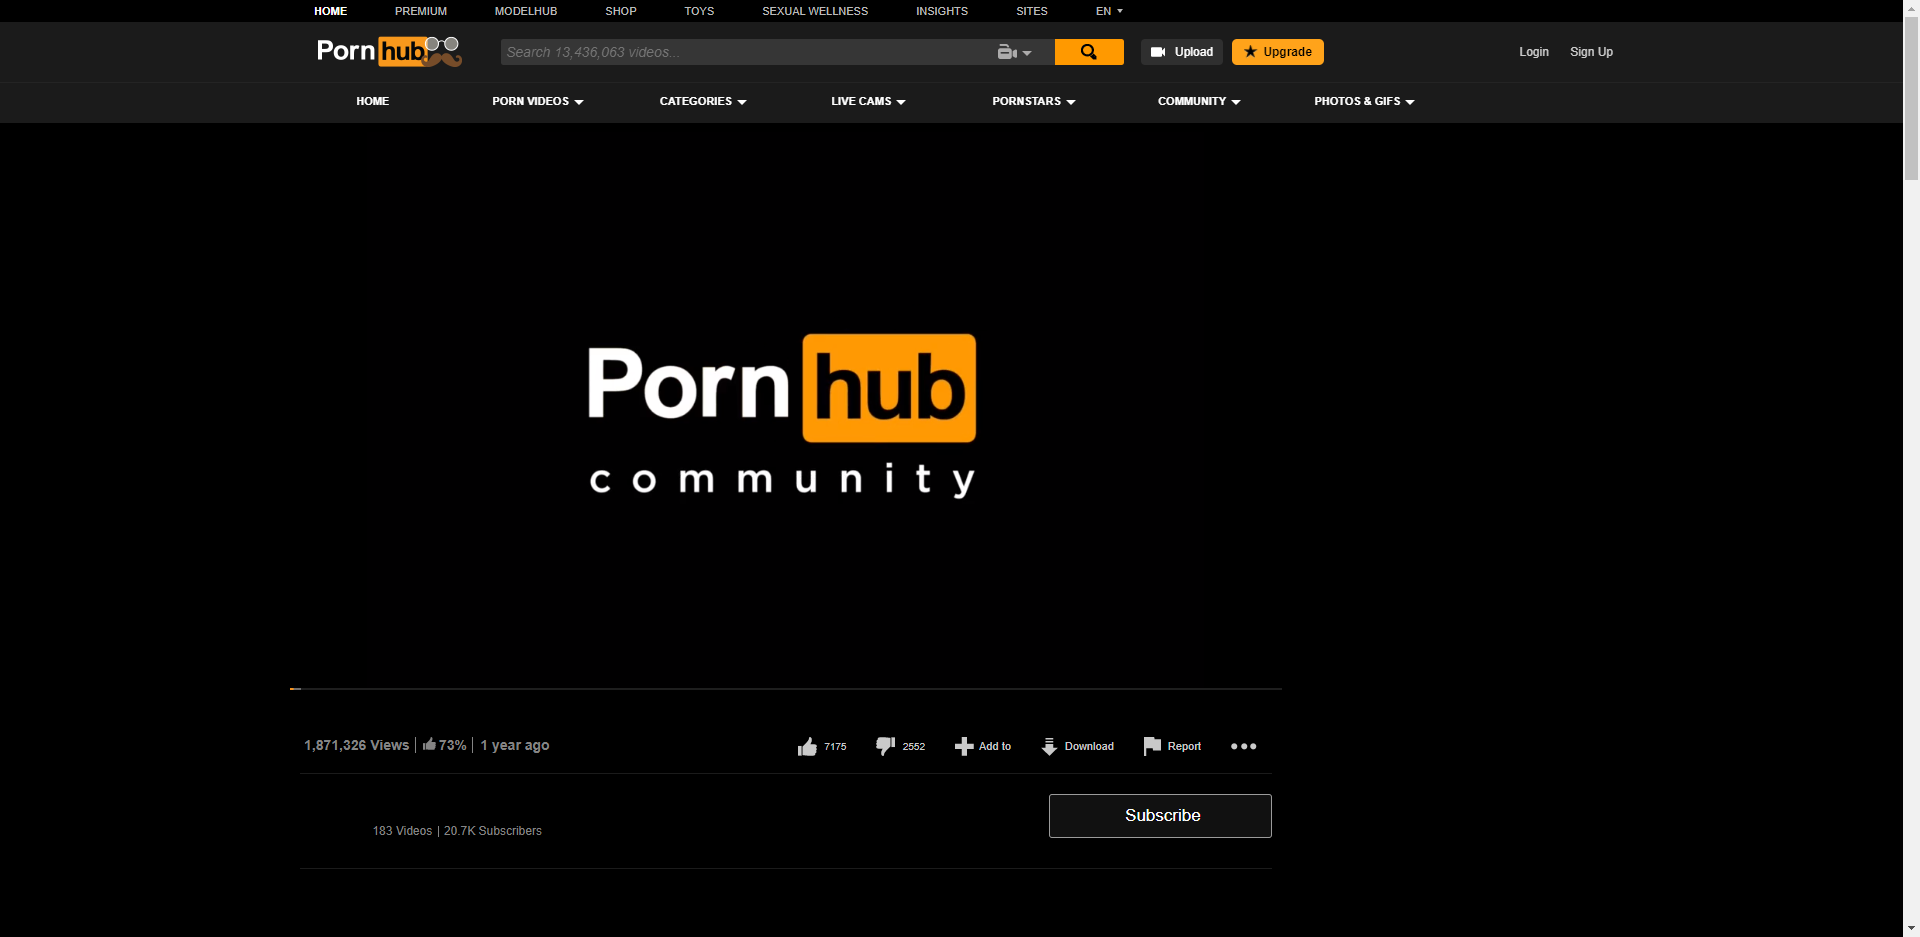 HOME PREMIUM MODELHUB SHOP TOYS SEXUAL WELLNESS INSIGHTS SITES EN
Porn hub Search 13,436,063 videos... Upload Upgrade Login Sign Up
HOME PORN VIDEOS CATEGORIES LIVE CAMS PORNSTARS COMMUNITY PHOTOS & GIFS
Porn hub
community
1,871,326 Views | 73% | 1 year ago 7175 2552 Add to Download Report
Subscribe
183 Videos | 20.7K Subscribers